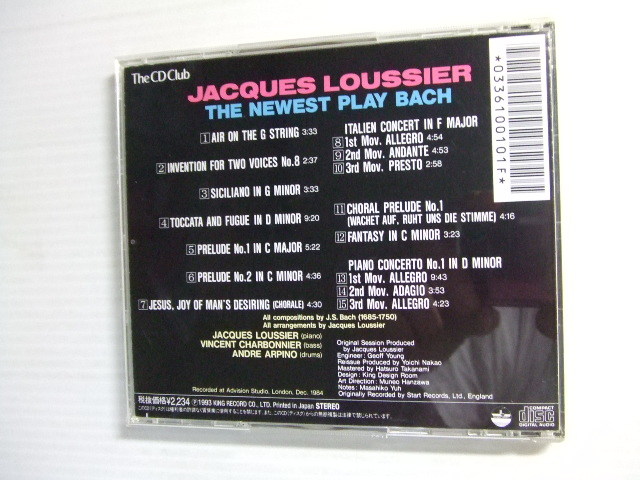 The CD Club
JACQUES LOUSSIER
THE NEWEST PLAY BACH
1 AIR ON THE G STRING 3:33
2 INVENTION FOR TWO VOICES No.8 2:37
3 SICILIANO IN G MINOR 3:33
4 TOCCATA AND FUGUE IN D MINOR 9:20
5 PRELUDE No.1 IN C MAJOR 5:22
6 PRELUDE No.2 IN C MINOR 4:36
7 JESUS, JOY OF MAN'S DESIRING (CHORALE) 4:30
ITALIEN CONCERT IN F MAJOR
8 1st Mov. ALLEGRO 4:54
9 2nd Mov. ANDANTE 4:53
10 3rd Mov. PRESTO 2:58
11 CHORAL PRELUDE No.1
(WACHET AUF, RUHT UNS DIE STIMME) 4:16
12 FANTASY IN C MINOR 3:23
PIANO CONCERTO No.1 IN D MINOR
13 1st Mov. ALLEGRO 9:43
14 2nd Mov. ADAGIO 3:53
15 3rd Mov. ALLEGRO 4:23
*0336100101F*
All compositions by J.S. Bach (1685-1750)
All arrangements by Jacques Loussier
JACQUES LOUSSIER (piano)
VINCENT CHARBONNIER (bass)
ANDRE ARPINO (drums)
Recorded at Advision Studio, London, Dec. 1984
Original Session Produced
by Jacques Loussier
Engineer: Geoff Young
Reissue Produced by Yoichi Nakao
Mastered by Hatsuro Takanami
Design: King Design Room
Art Direction: Muneo Hanzawa
Notes: Masahiko Yuh
Originally Recorded by Start Records, Ltd., England
税抜価格¥2,234 Ⓟ 1993 KING RECORD CO., LTD. Printed in Japan STEREO
COMPACT
disc
DIGITAL AUDIO